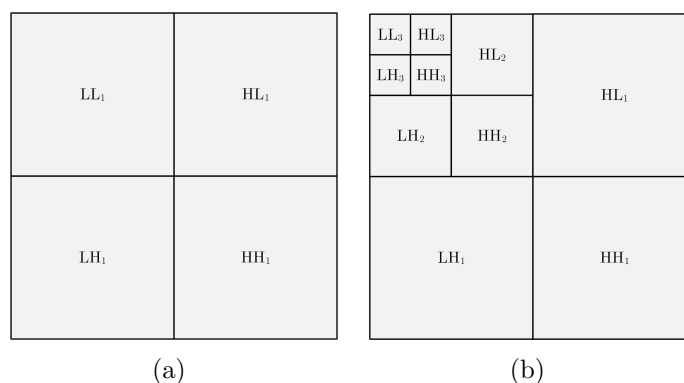 LL₁ HL₁
LH₁ HH₁
(a)
LL₃ HL₃ HL₂ HL₁
LH₃ HH₃
LH₂ HH₂
LH₁ HH₁
(b)